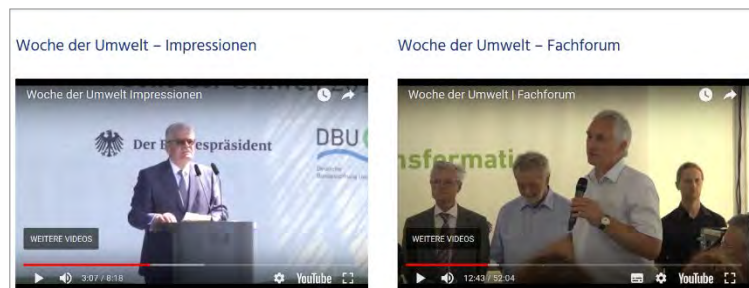 Woche der Umwelt – Impressionen
Woche der Umwelt Impressionen
Der espräsident
DBU
WEITERE VIDEOS
3:07 / 8:18
YouTube
Woche der Umwelt – Fachforum
Woche der Umwelt | Fachforum
nsformati
WEITERE VIDEOS
12:43 / 52:04
YouTube